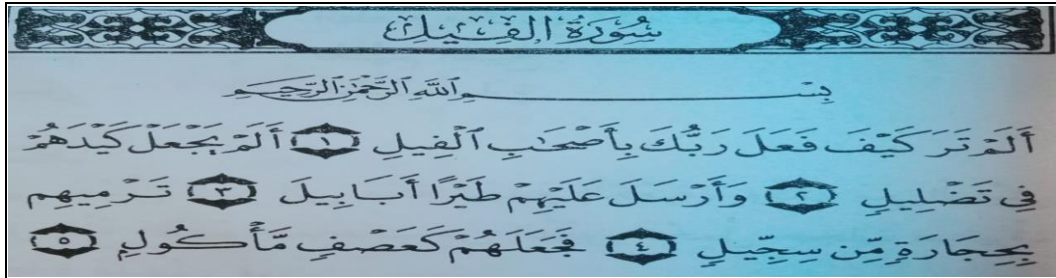 سُورَةُ الفِيلِ
بِسْمِ ٱللَّهِ ٱلرَّحْمَٰنِ ٱلرَّحِيمِ
أَلَمْ تَرَ كَيْفَ فَعَلَ رَبُّكَ بِأَصْحَٰبِ ٱلْفِيلِ ١ أَلَمْ يَجْعَلْ كَيْدَهُمْ
فِى تَضْلِيلٍ ٢ وَأَرْسَلَ عَلَيْهِمْ طَيْرًا أَبَابِيلَ ٣ تَرْمِيهِم
بِحِجَارَةٍ مِّن سِجِّيلٍ ٤ فَجَعَلَهُمْ كَعَصْفٍ مَّأْكُولٍۭ ٥